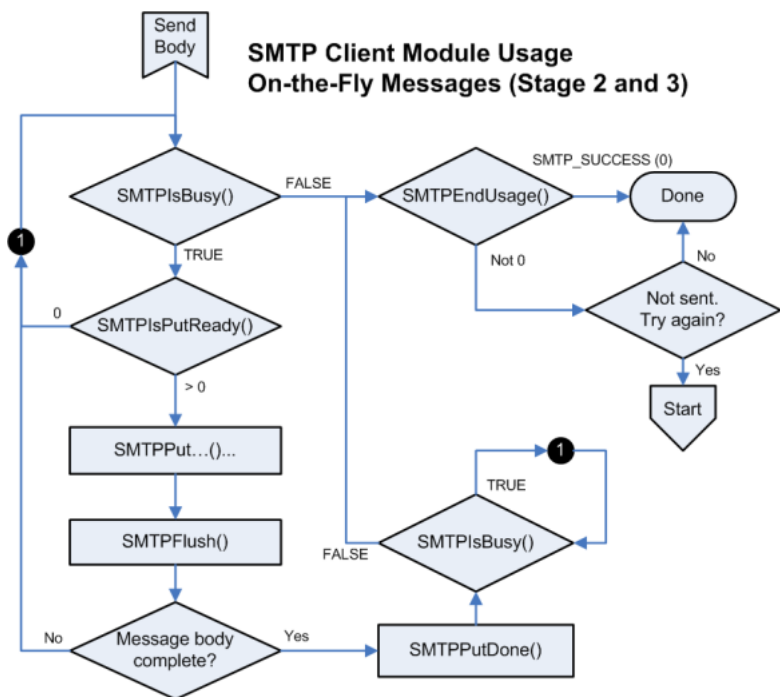 Send
Body
SMTP Client Module Usage
On-the-Fly Messages (Stage 2 and 3)
SMTPIsBusy()
FALSE
SMTPEndUsage()
SMTP_SUCCESS (0)
Done
1
TRUE
Not 0
No
0
SMTPIsPutReady()
Not sent.
Try again?
> 0
Yes
Start
SMTPPut...()...
1
TRUE
SMTPFlush()
FALSE
SMTPIsBusy()
No
Message body
complete?
Yes
SMTPPutDone()